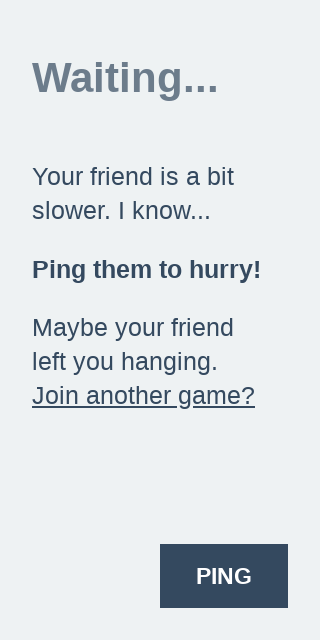 Waiting...
Your friend is a bit
slower. I know...
Ping them to hurry!
Maybe your friend
left you hanging.
Join another game?
PING